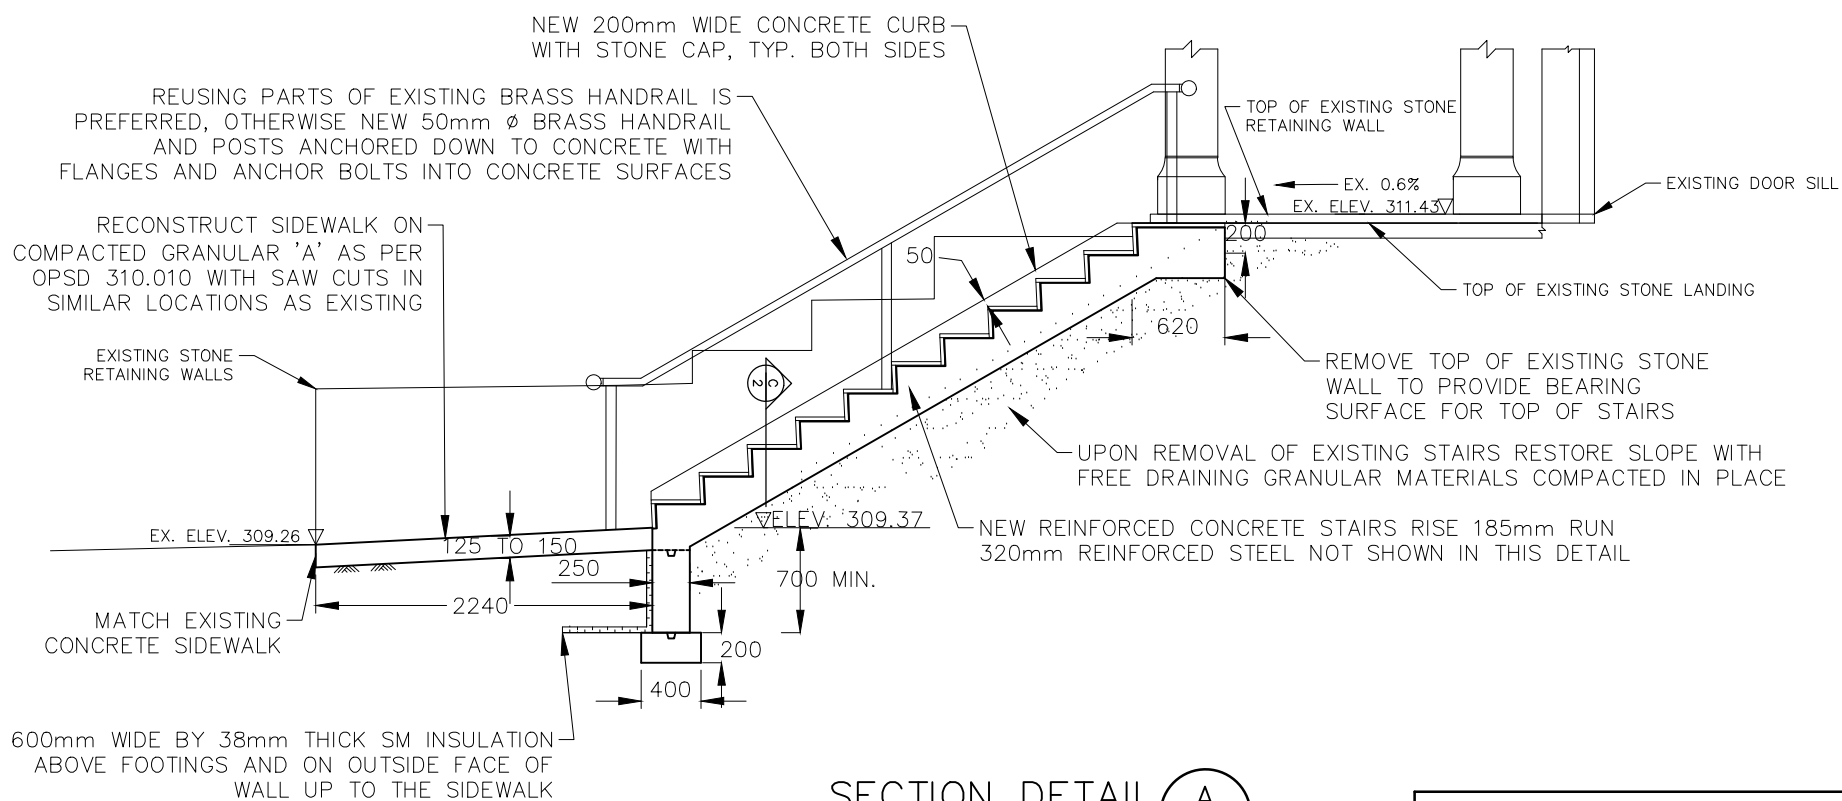 NEW 200mm WIDE CONCRETE CURB
WITH STONE CAP, TYP. BOTH SIDES
REUSING PARTS OF EXISTING BRASS HANDRAIL IS
PREFERRED, OTHERWISE NEW 50mm ø BRASS HANDRAIL
AND POSTS ANCHORED DOWN TO CONCRETE WITH
FLANGES AND ANCHOR BOLTS INTO CONCRETE SURFACES
TOP OF EXISTING STONE
RETAINING WALL
EX. 0.6%
EX. ELEV. 311.43
EXISTING DOOR SILL
RECONSTRUCT SIDEWALK ON
COMPACTED GRANULAR 'A' AS PER
OPSD 310.010 WITH SAW CUTS IN
SIMILAR LOCATIONS AS EXISTING
50
200
TOP OF EXISTING STONE LANDING
620
EXISTING STONE
RETAINING WALLS
C
2
REMOVE TOP OF EXISTING STONE
WALL TO PROVIDE BEARING
SURFACE FOR TOP OF STAIRS
UPON REMOVAL OF EXISTING STAIRS RESTORE SLOPE WITH
FREE DRAINING GRANULAR MATERIALS COMPACTED IN PLACE
EX. ELEV. 309.26
125 TO 150
ELEV. 309.37
NEW REINFORCED CONCRETE STAIRS RISE 185mm RUN
320mm REINFORCED STEEL NOT SHOWN IN THIS DETAIL
250
700 MIN.
2240
MATCH EXISTING
CONCRETE SIDEWALK
200
400
600mm WIDE BY 38mm THICK SM INSULATION
ABOVE FOOTINGS AND ON OUTSIDE FACE OF
WALL UP TO THE SIDEWALK
SECTION DETAIL A